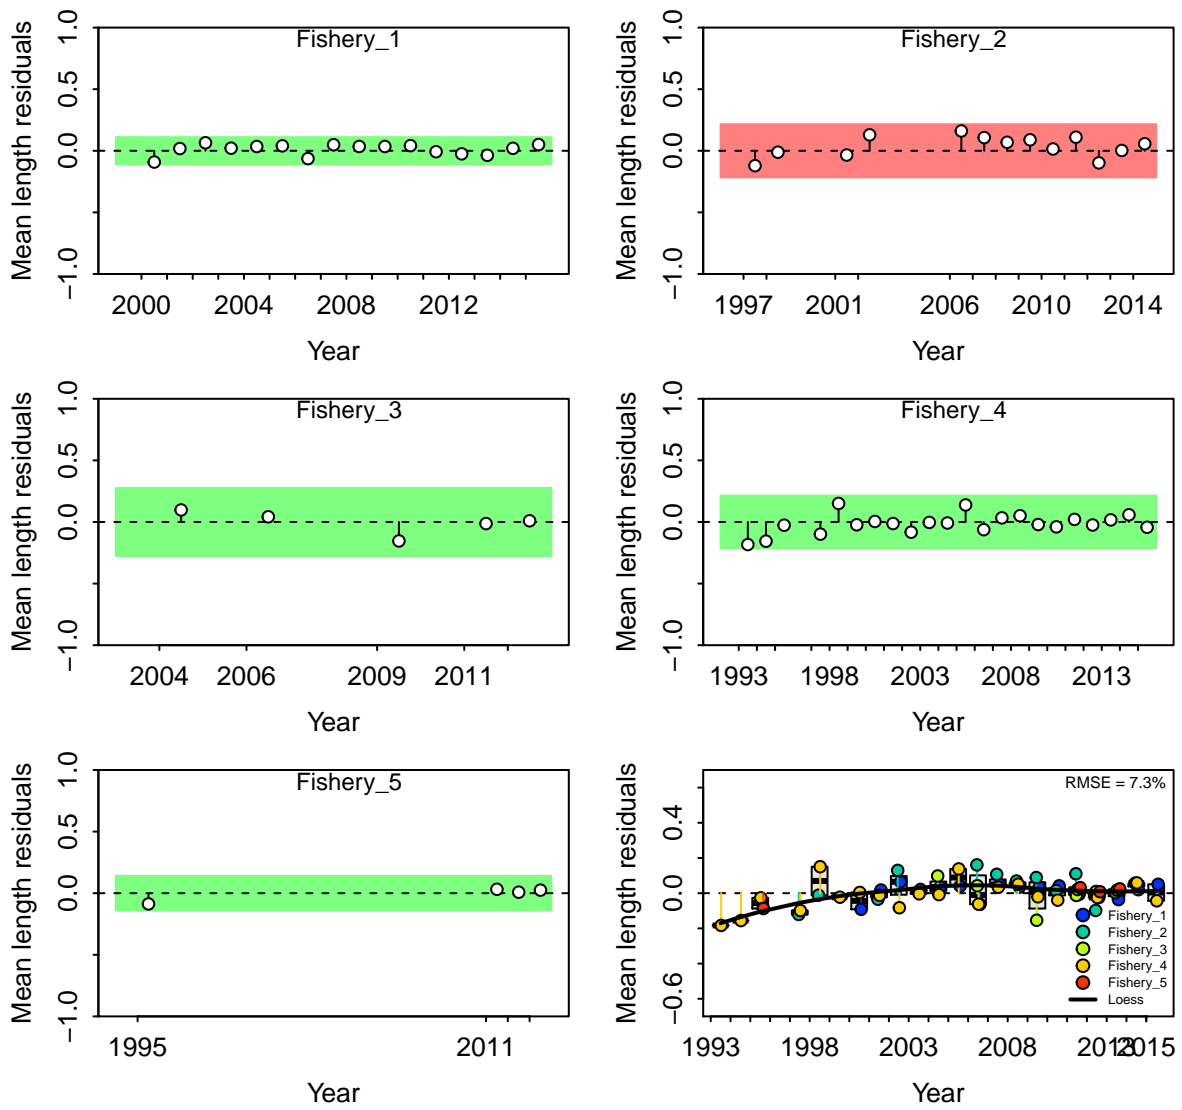 Fishery_1
Mean length residuals
1.0
0.5
0.0
−1.0
2000 2004 2008 2012
Year
Fishery_2
Mean length residuals
1.0
0.5
0.0
−1.0
1997 2001 2006 2010 2014
Year
Fishery_3
Mean length residuals
1.0
0.5
0.0
−1.0
2004 2006 2009 2011
Year
Fishery_4
Mean length residuals
1.0
0.5
0.0
−1.0
1993 1998 2003 2008 2013
Year
Fishery_5
Mean length residuals
1.0
0.5
0.0
−1.0
1995 2011
Year
RMSE = 7.3%
Mean length residuals
0.4
0.0
−0.6
Fishery_1
Fishery_2
Fishery_3
Fishery_4
Fishery_5
Loess
1993 1998 2003 2008 2013 2015
Year